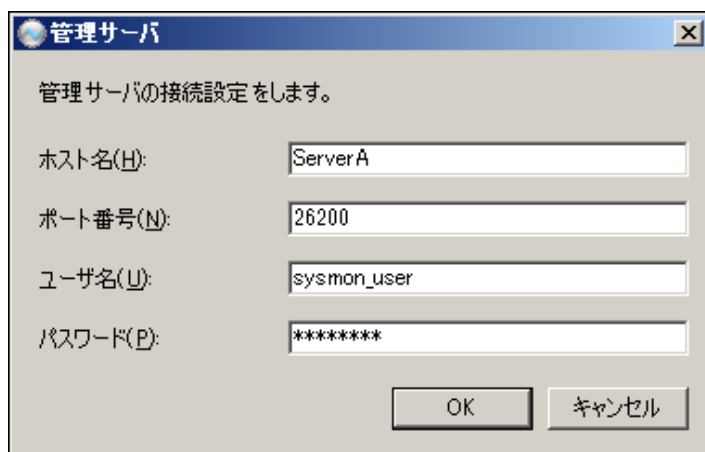 管理サーバ
管理サーバの接続設定をします。
ホスト名(H): ServerA
ポート番号(N): 26200
ユーザ名(U): sysmon_user
パスワード(P): ********
OK キャンセル